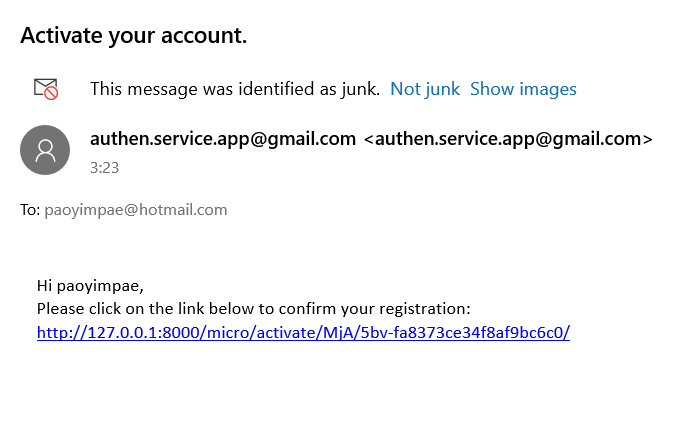 Activate your account.
This message was identified as junk. Not junk Show images
authen.service.app@gmail.com <authen.service.app@gmail.com>
3:23
To: paoyimpae@hotmail.com
Hi paoyimpae,
Please click on the link below to confirm your registration:
http://127.0.0.1:8000/micro/activate/MjA/5bv-fa8373ce34f8af9bc6c0/